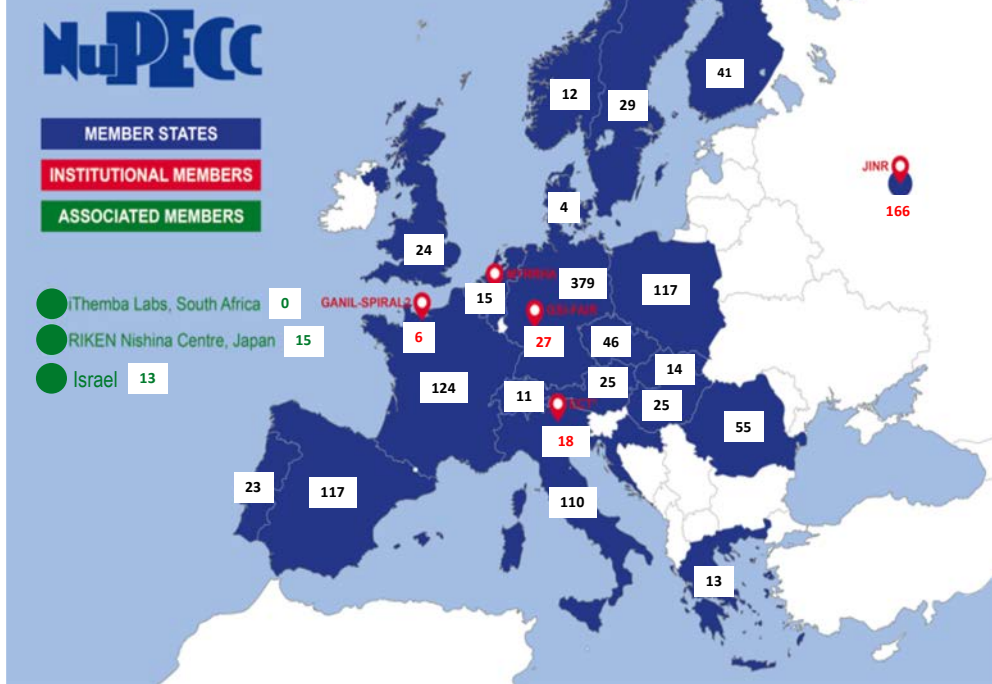 NuPECC
MEMBER STATES
INSTITUTIONAL MEMBERS
ASSOCIATED MEMBERS
41
12
29
JINR
166
4
24
379
117
iThemba Labs, South Africa 0
GANIL-SPIRAL2
15
GSI-FAIR
RIKEN Nishina Centre, Japan 15
6
27
46
Israel 13
14
124
11
25
25
55
18
23
117
110
13